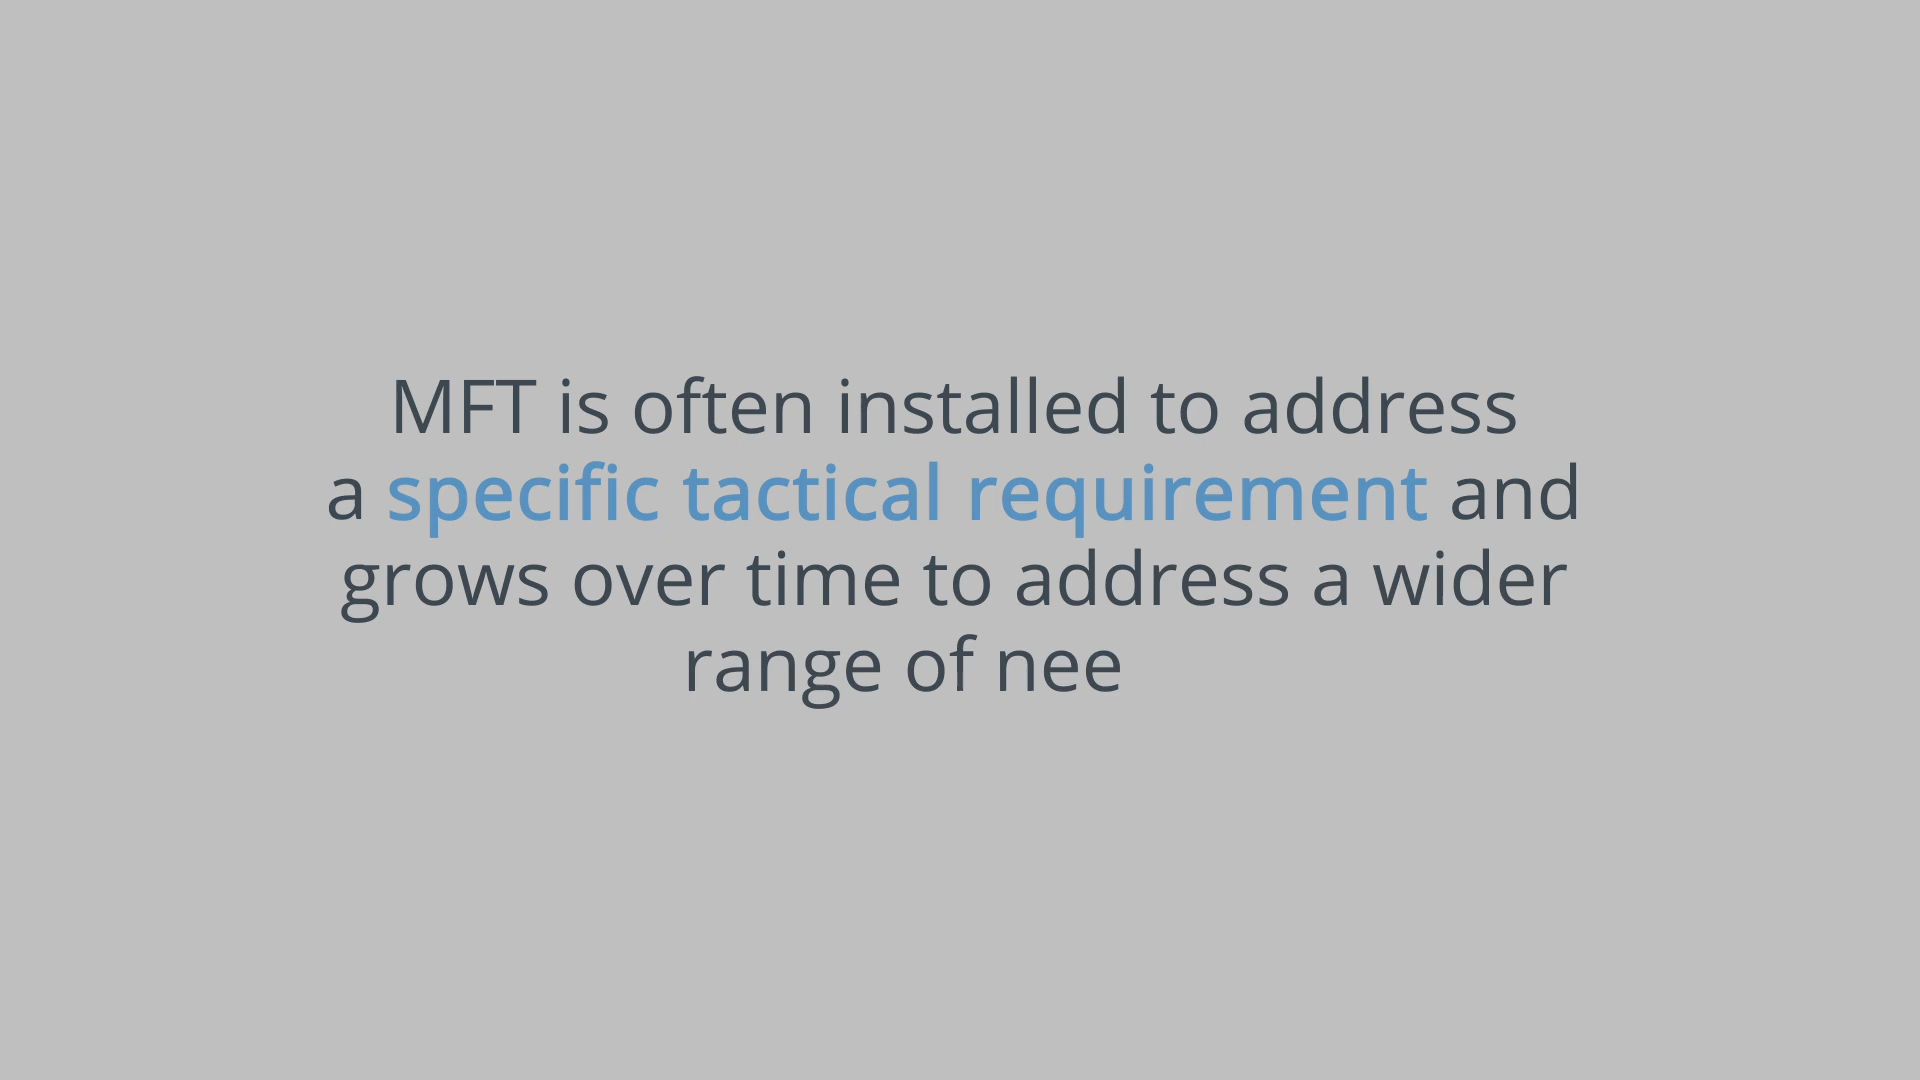 MFT is often installed to address
a specific tactical requirement and
grows over time to address a wider
range of nee